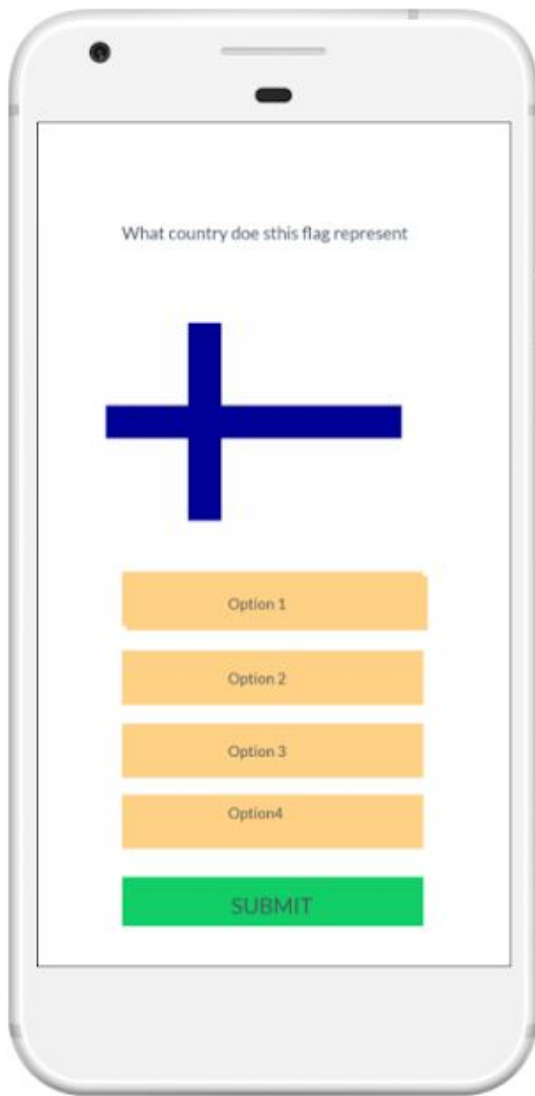 What country doe sthis flag represent
Option 1
Option 2
Option 3
Option4
SUBMIT